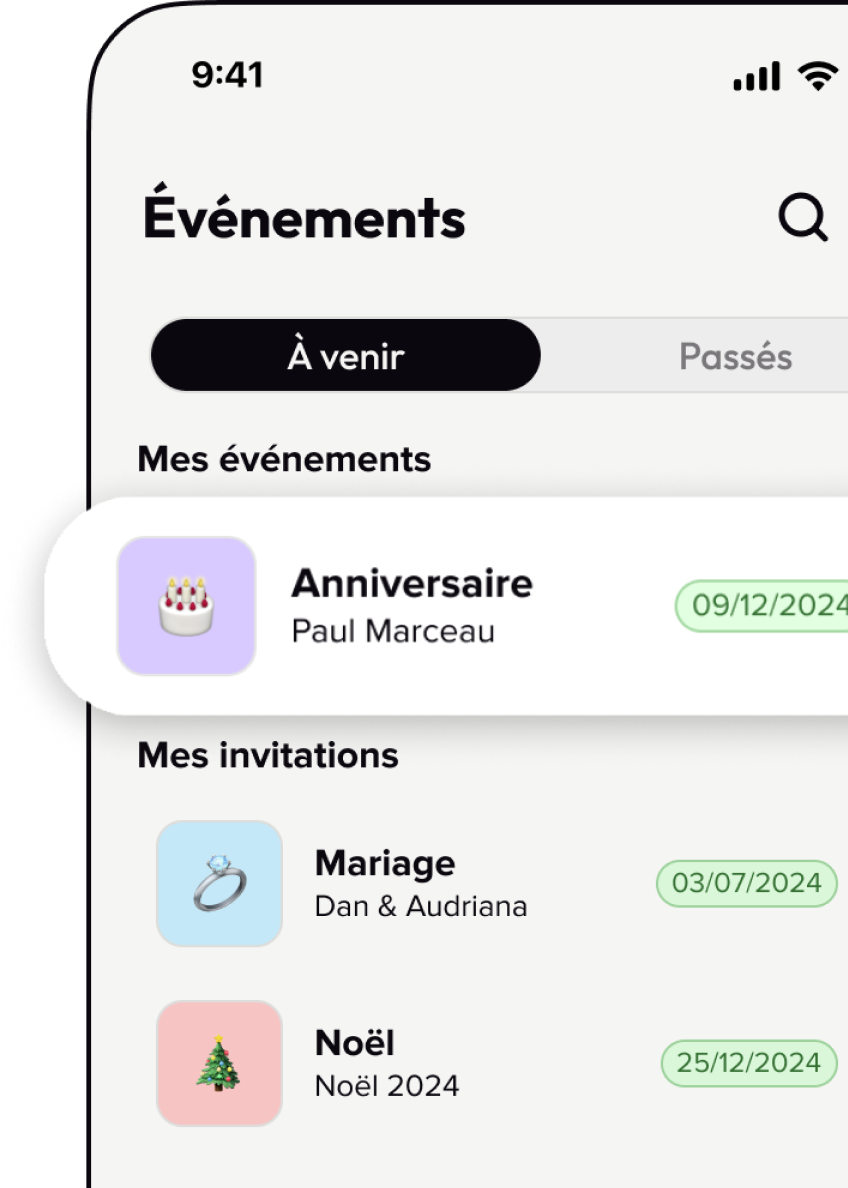 9:41
Événements
À venir
Passés
Mes événements
Anniversaire
Paul Marceau
09/12/2024
Mes invitations
Mariage
Dan & Audriana
03/07/2024
Noël
Noël 2024
25/12/2024